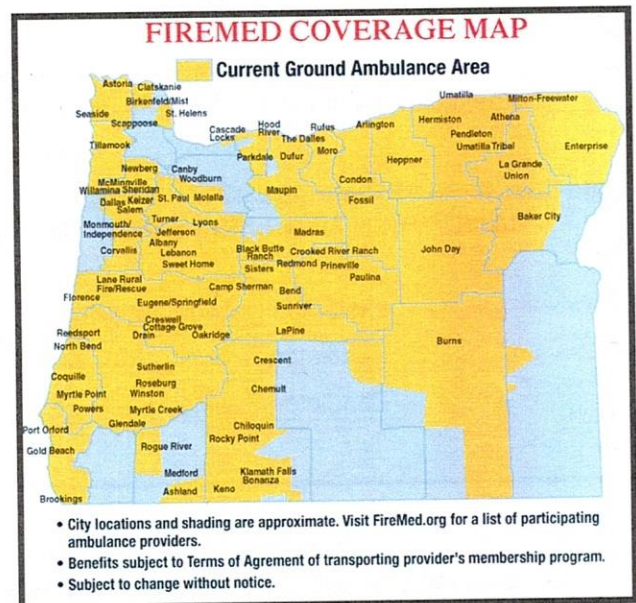 FIREMED COVERAGE MAP
Current Ground Ambulance Area
Astoria
Clatskanie
Birkenfeld/Mist
Seaside
St. Helens
Scappoose
Tillamook
Cascade Locks
Hood River
The Dalles
Rufus
Arlington
Umatilla
Milton-Freewater
Hermiston
Athena
Pendleton
Umatilla Tribal
Enterprise
Parkdale
Dufur
Moro
Heppner
La Grande
Union
Newberg
Canby
Woodburn
McMinnville
Willamina Sheridan
St. Paul
Molalla
Dallas
Keizer
Salem
Maupin
Condon
Fossil
Baker City
Turner
Lyons
Monmouth/
Independence
Jefferson
Albany
Corvallis
Lebanon
Sweet Home
Madras
Black Butte
Ranch
Crooked River Ranch
Sisters
Redmond
Prineville
John Day
Paulina
Lane Rural
Fire/Rescue
Camp Sherman
Bend
Florence
Eugene/Springfield
Sunriver
Creswell
Cottage Grove
Reedsport
Drain
Oakridge
LaPine
Burns
North Bend
Sutherlin
Crescent
Coquille
Roseburg
Chemult
Myrtle Point
Winston
Powers
Myrtle Creek
Port Orford
Glendale
Chiloquin
Rocky Point
Gold Beach
Rogue River
Medford
Klamath Falls
Bonanza
Brookings
Ashland
Keno
• City locations and shading are approximate. Visit FireMed.org for a list of participating
ambulance providers.
• Benefits subject to Terms of Agrement of transporting provider's membership program.
• Subject to change without notice.